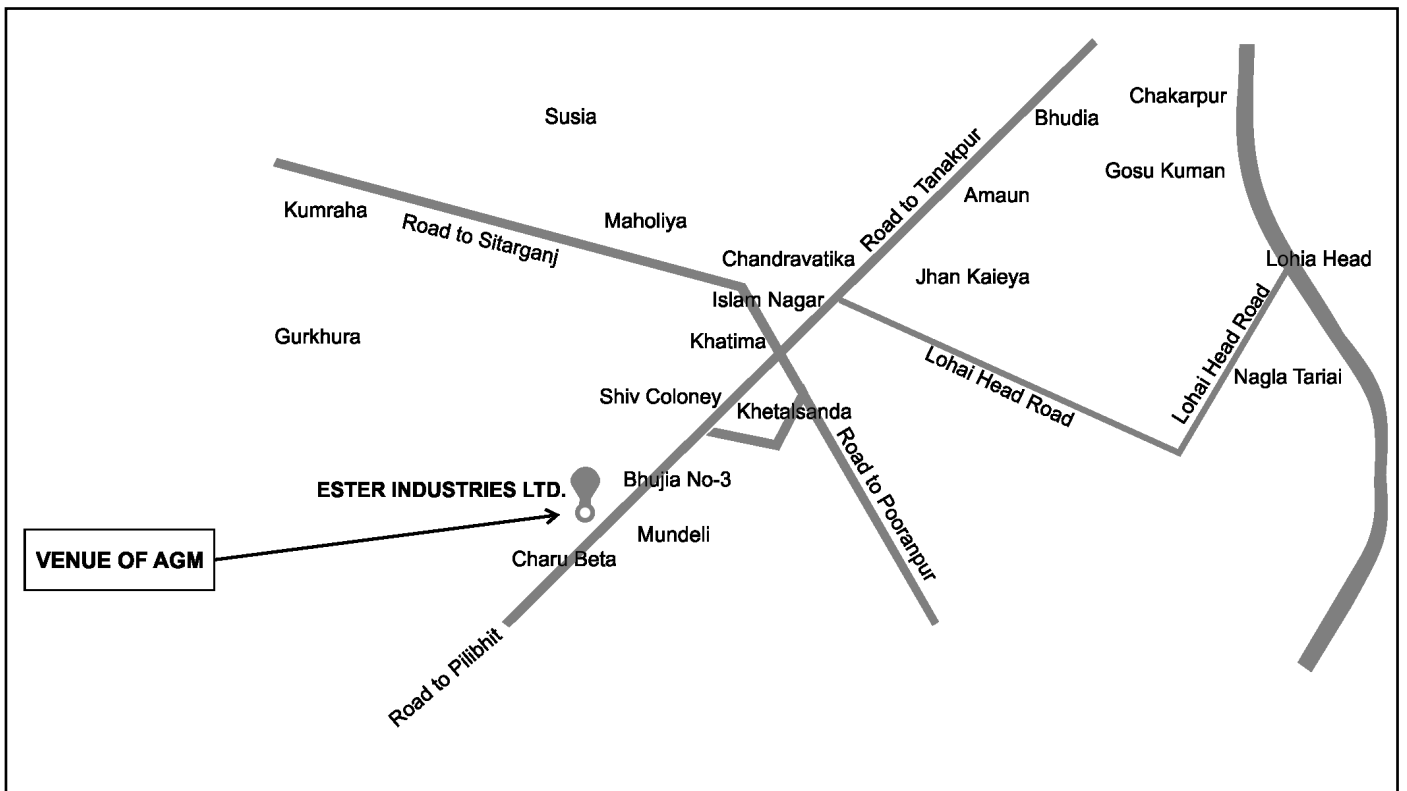 Chakarpur
Susia
Bhudia
Road to Tanakpur
Gosu Kuman
Amaun
Kumraha
Maholiya
Road to Sitarganj
Chandravatika
Lohia Head
Jhan Kaieya
Islam Nagar
Gurkhura
Khatima
Lohai Head Road
Lohai Head Road
Nagla Tariai
Shiv Coloney
Khetalsanda
Road to Pooranpur
Bhujia No-3
ESTER INDUSTRIES LTD.
Mundeli
VENUE OF AGM
Charu Beta
Road to Pilibhit